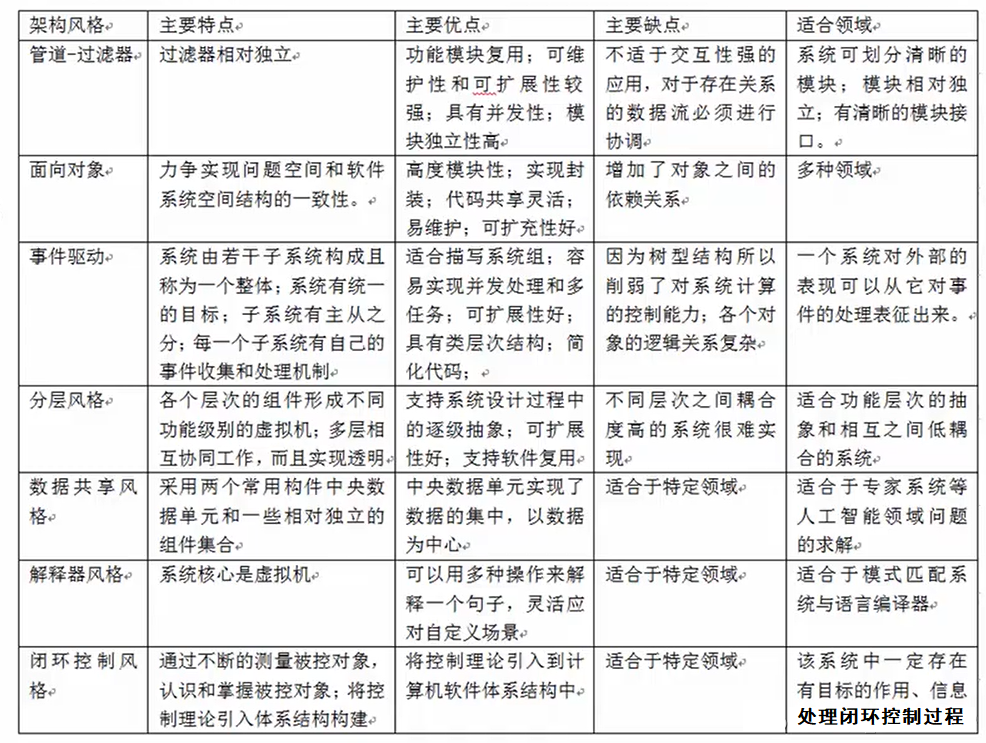 架构风格 主要特点 主要优点 主要缺点 适合领域
管道-过滤器 过滤器相对独立 功能模块复用；可维 不适于交互性强的 系统可划分清晰的
护性和可扩展性较 应用，对于存在关系 模块；模块相对独
强；具有并发性；模 的数据流必须进行 立；有清晰的模块接
块独立性高 协调 口。
面向对象 力争实现问题空间和软件 高度模块性；实现封 增加了对象之间的 多种领域
系统空间结构的一致性。 装；代码共享灵活； 依赖关系
易维护；可扩充性好
事件驱动 系统由若干子系统构成且 适合描写系统组；容 因为树型结构所以 一个系统对外部的
称为一个整体；系统有统一 易实现并发处理和多 削弱了对系统计算 表现可以从它对事
的目标；子系统有主从之 任务；可扩展性好； 的控制能力；各个对 件的处理表征出来。
分；每一个子系统有自己的 具有类层次结构；简 象的逻辑关系复杂
事件收集和处理机制 化代码；
分层风格 各个层次的组件形成不同 支持系统设计过程中 不同层次之间耦合 适合功能层次的抽
功能级别的虚拟机；多层相 的逐级抽象；可扩展 度高的系统很难实 象和相互之间低耦
互协同工作，而且实现透明 性好；支持软件复用 现 合的系统
数据共享风 采用两个常用构件中央数 中央数据单元实现了 适合于特定领域 适合于专家系统等
格 据单元和一些相对独立的 数据的集中，以数据 人工智能领域问题
组件集合 为中心 的求解
解释器风格 系统核心是虚拟机 可以用多种操作来解 适合于特定领域 适合于模式匹配系
释一个句子，灵活应 统与语言编译器
对自定义场景
闭环控制风 通过不断的测量被控对象， 将控制理论引入到计 适合于特定领域 该系统中一定存在
格 认识和掌握被控对象；将控 算机软件体系结构中 有目标的作用、信息
制理论引入体系结构构建 处理闭环控制过程